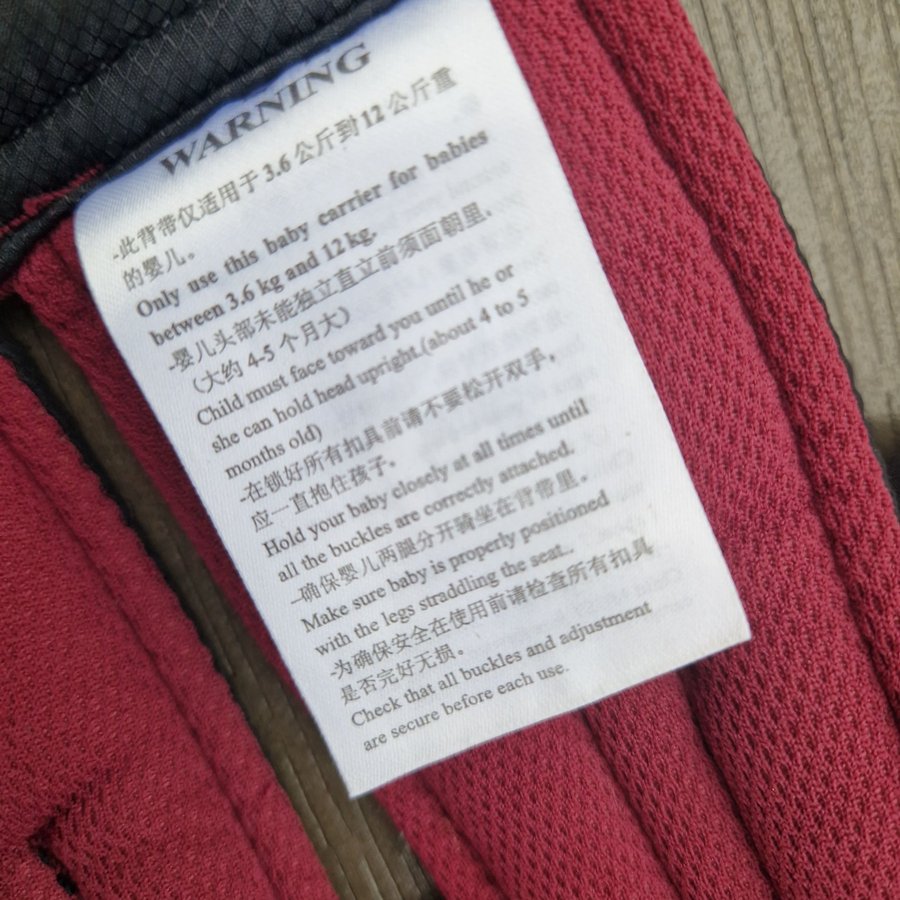 WARNING
-此背带仅适用于 3.6 公斤到 12 公斤重
的婴儿。
Only use this baby carrier for babies
between 3.6 kg and 12 kg.
-婴儿头部未能独立直立前须面朝里.
（大约 4-5 个月大）
Child must face toward you until he or
she can hold head upright.(about 4 to 5
months old)
-在锁好所有扣具前请不要松开双手,
应一直抱住孩子.
Hold your baby closely at all times until
all the buckles are correctly attached.
-确保婴儿两腿分开骑坐在背带里。
Make sure baby is properly positioned
with the legs straddling the seat..
-为确保安全在使用前请检查所有扣具
是否完好无损。
Check that all buckles and adjustment
are secure before each use.